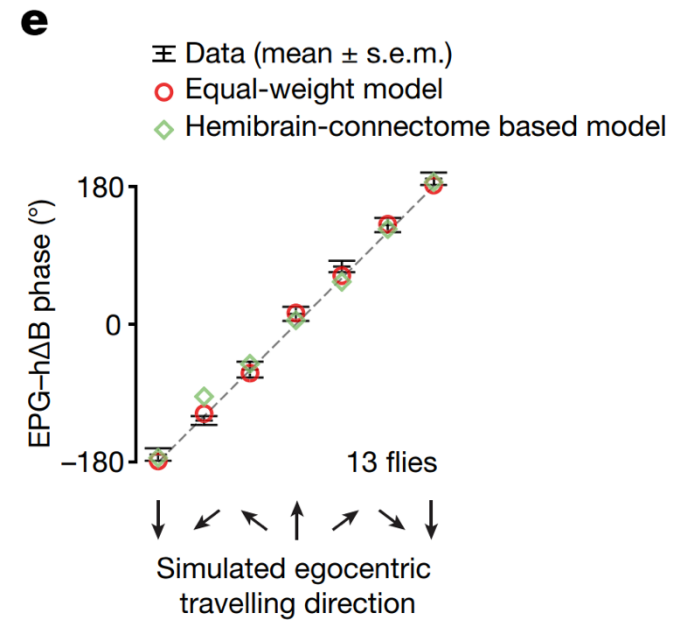 e
Data (mean ± s.e.m.)
Equal-weight model
Hemibrain-connectome based model
EPG–hΔB phase (°)
180
0
–180
13 flies
Simulated egocentric
travelling direction